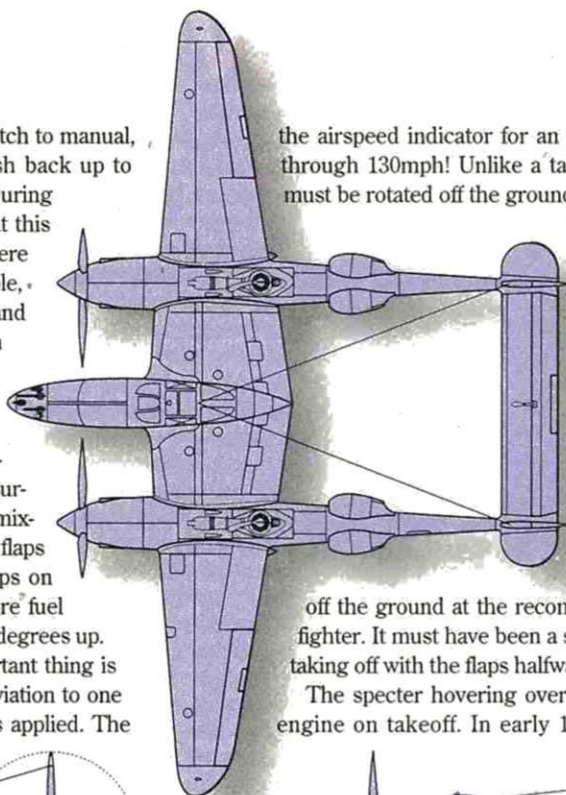 tch to manual,
sh back up to
uring
t this
ere
ole,
nd
ur-
mix-
flaps
ps on
re fuel
degrees up.
rtant thing is
viation to one
s applied. The
the airspeed indicator for an
through 130mph! Unlike a ta
must be rotated off the ground
off the ground at the recon
fighter. It must have been a s
taking off with the flaps halfwa
The specter hovering over
engine on takeoff. In early 1